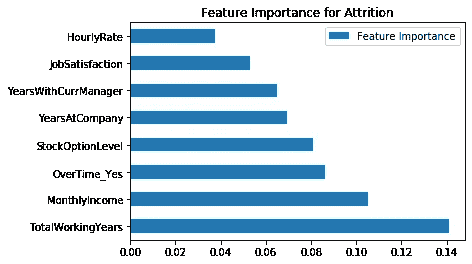 Feature Importance for Attrition
Feature Importance
HourlyRate
JobSatisfaction
YearsWithCurrManager
YearsAtCompany
StockOptionLevel
OverTime_Yes
MonthlyIncome
TotalWorkingYears
0.00 0.02 0.04 0.06 0.08 0.10 0.12 0.14